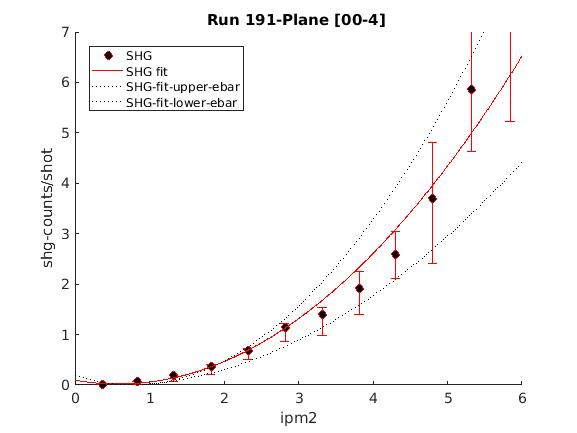 Run 191-Plane [00-4]
SHG
SHG fit
SHG-fit-upper-ebar
SHG-fit-lower-ebar
shg-counts/shot
7
6
5
4
3
2
1
0
0 1 2 3 4 5 6
ipm2